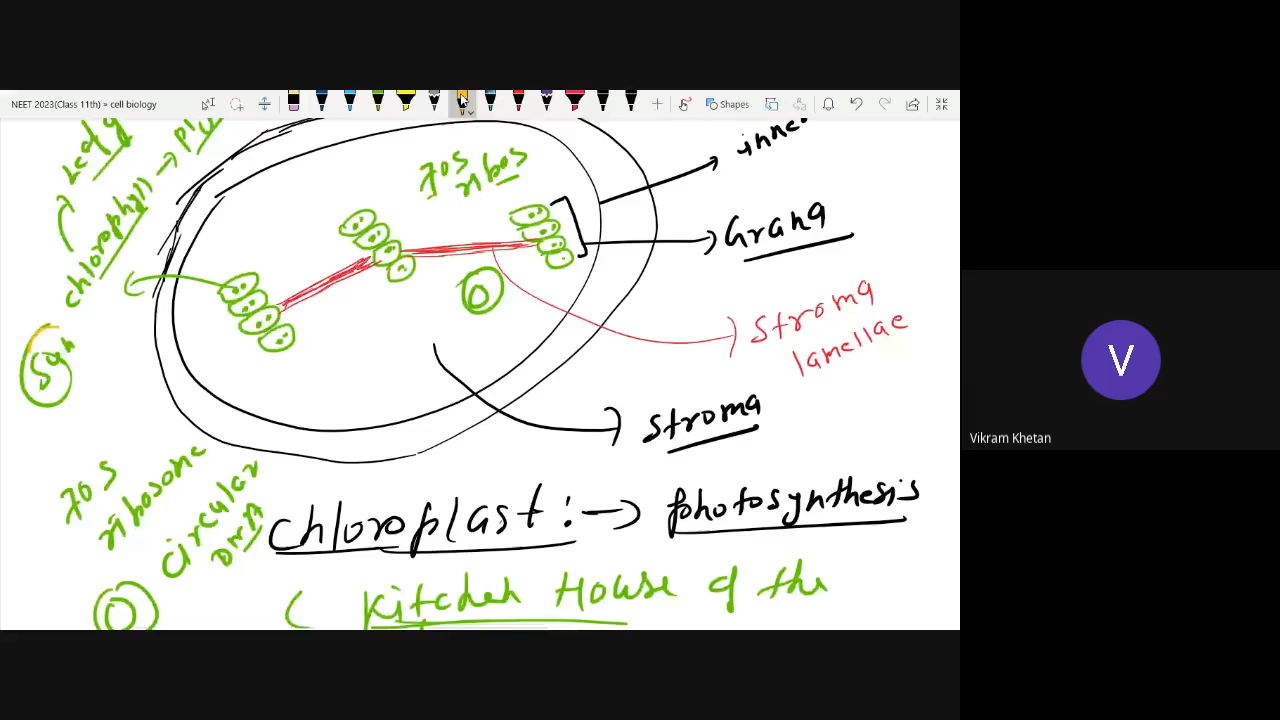 NEET 2023(Class 11th) » cell biology
Shapes
70S
ribos
chlorophyll →
Grana
Stroma
lamellae
Sun
Stroma
70S
ribosome
circular
DNA
chloroplast :→ photosynthesis
( Kitchen House of the
V
Vikram Khetan